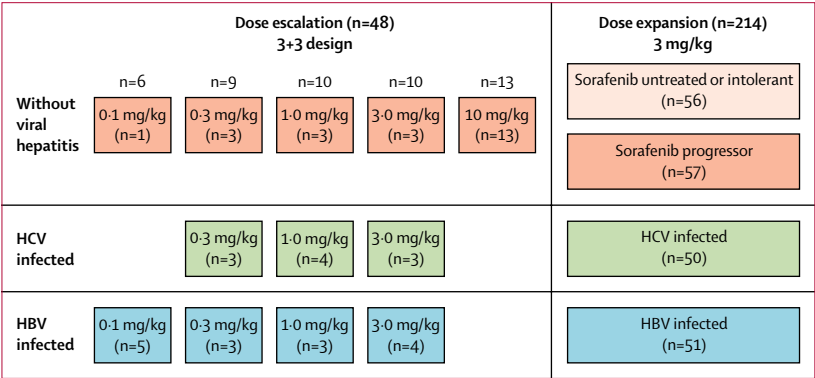 Dose escalation (n=48)
3+3 design
Dose expansion (n=214)
3 mg/kg
n=6 n=9 n=10 n=10 n=13
Without
viral
hepatitis
0·1 mg/kg
(n=1)
0·3 mg/kg
(n=3)
1·0 mg/kg
(n=3)
3·0 mg/kg
(n=3)
10 mg/kg
(n=13)
Sorafenib untreated or intolerant
(n=56)
Sorafenib progressor
(n=57)
HCV
infected
0·3 mg/kg
(n=3)
1·0 mg/kg
(n=4)
3·0 mg/kg
(n=3)
HCV infected
(n=50)
HBV
infected
0·1 mg/kg
(n=5)
0·3 mg/kg
(n=3)
1·0 mg/kg
(n=3)
3·0 mg/kg
(n=4)
HBV infected
(n=51)